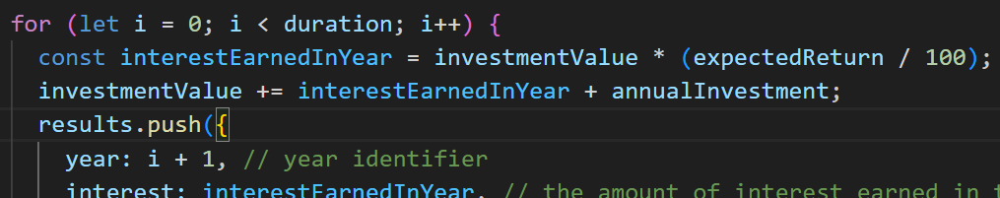 for (let i = 0; i < duration; i++) {
const interestEarnedInYear = investmentValue * (expectedReturn / 100);
investmentValue += interestEarnedInYear + annualInvestment;
results.push({
year: i + 1, // year identifier
interest: interestEarnedInYear, // the amount of interest earned in